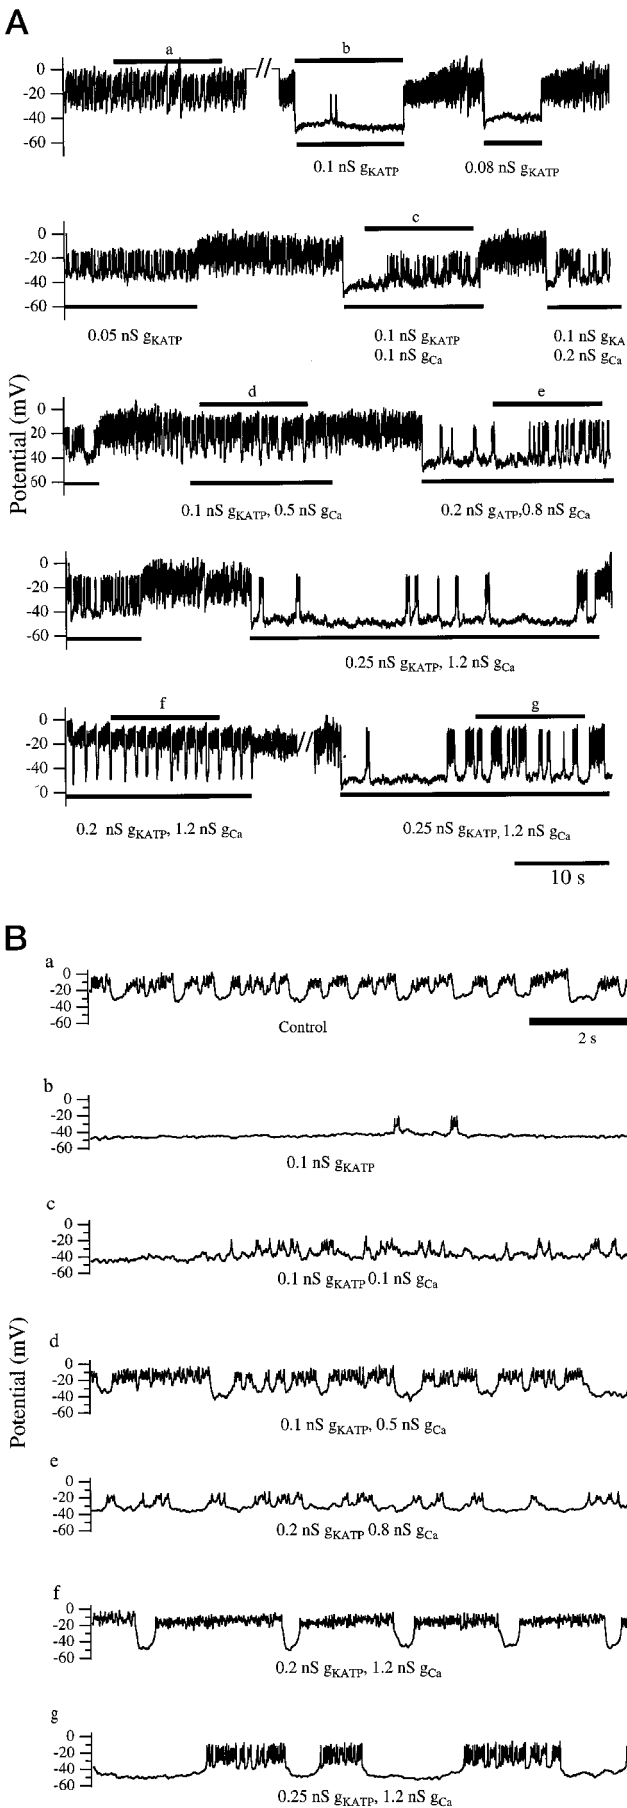 A
a
b
0
-20
-40
-60
//
0.1 nS gKATP
0.08 nS gKATP
c
0
-20
-40
-60
0.05 nS gKATP
0.1 nS gKATP
0.1 nS gCa
0.1 nS gKA
0.2 nS gCa
Potential (mV)
d
e
0
20
40
60
0.1 nS gKATP, 0.5 nS gCa
0.2 nS gATP,0.8 nS gCa
0
-20
-40
-60
0.25 nS gKATP, 1.2 nS gCa
f
g
0
-20
-40
0
//
0.2 nS gKATP, 1.2 nS gCa
0.25 nS gKATP, 1.2 nS gCa
10 s
B
a
0
-20
-40
-60
Control
2 s
b
0
-20
-40
-60
0.1 nS gKATP
c
0
-20
-40
-60
0.1 nS gKATP 0.1 nS gCa
Potential (mV)
d
0
-20
-40
-60
0.1 nS gKATP, 0.5 nS gCa
e
0
-20
-40
-60
0.2 nS gKATP 0.8 nS gCa
f
0
-20
-40
-60
0.2 nS gKATP, 1.2 nS gCa
g
0
-20
-40
-60
0.25 nS gKATP, 1.2 nS gCa